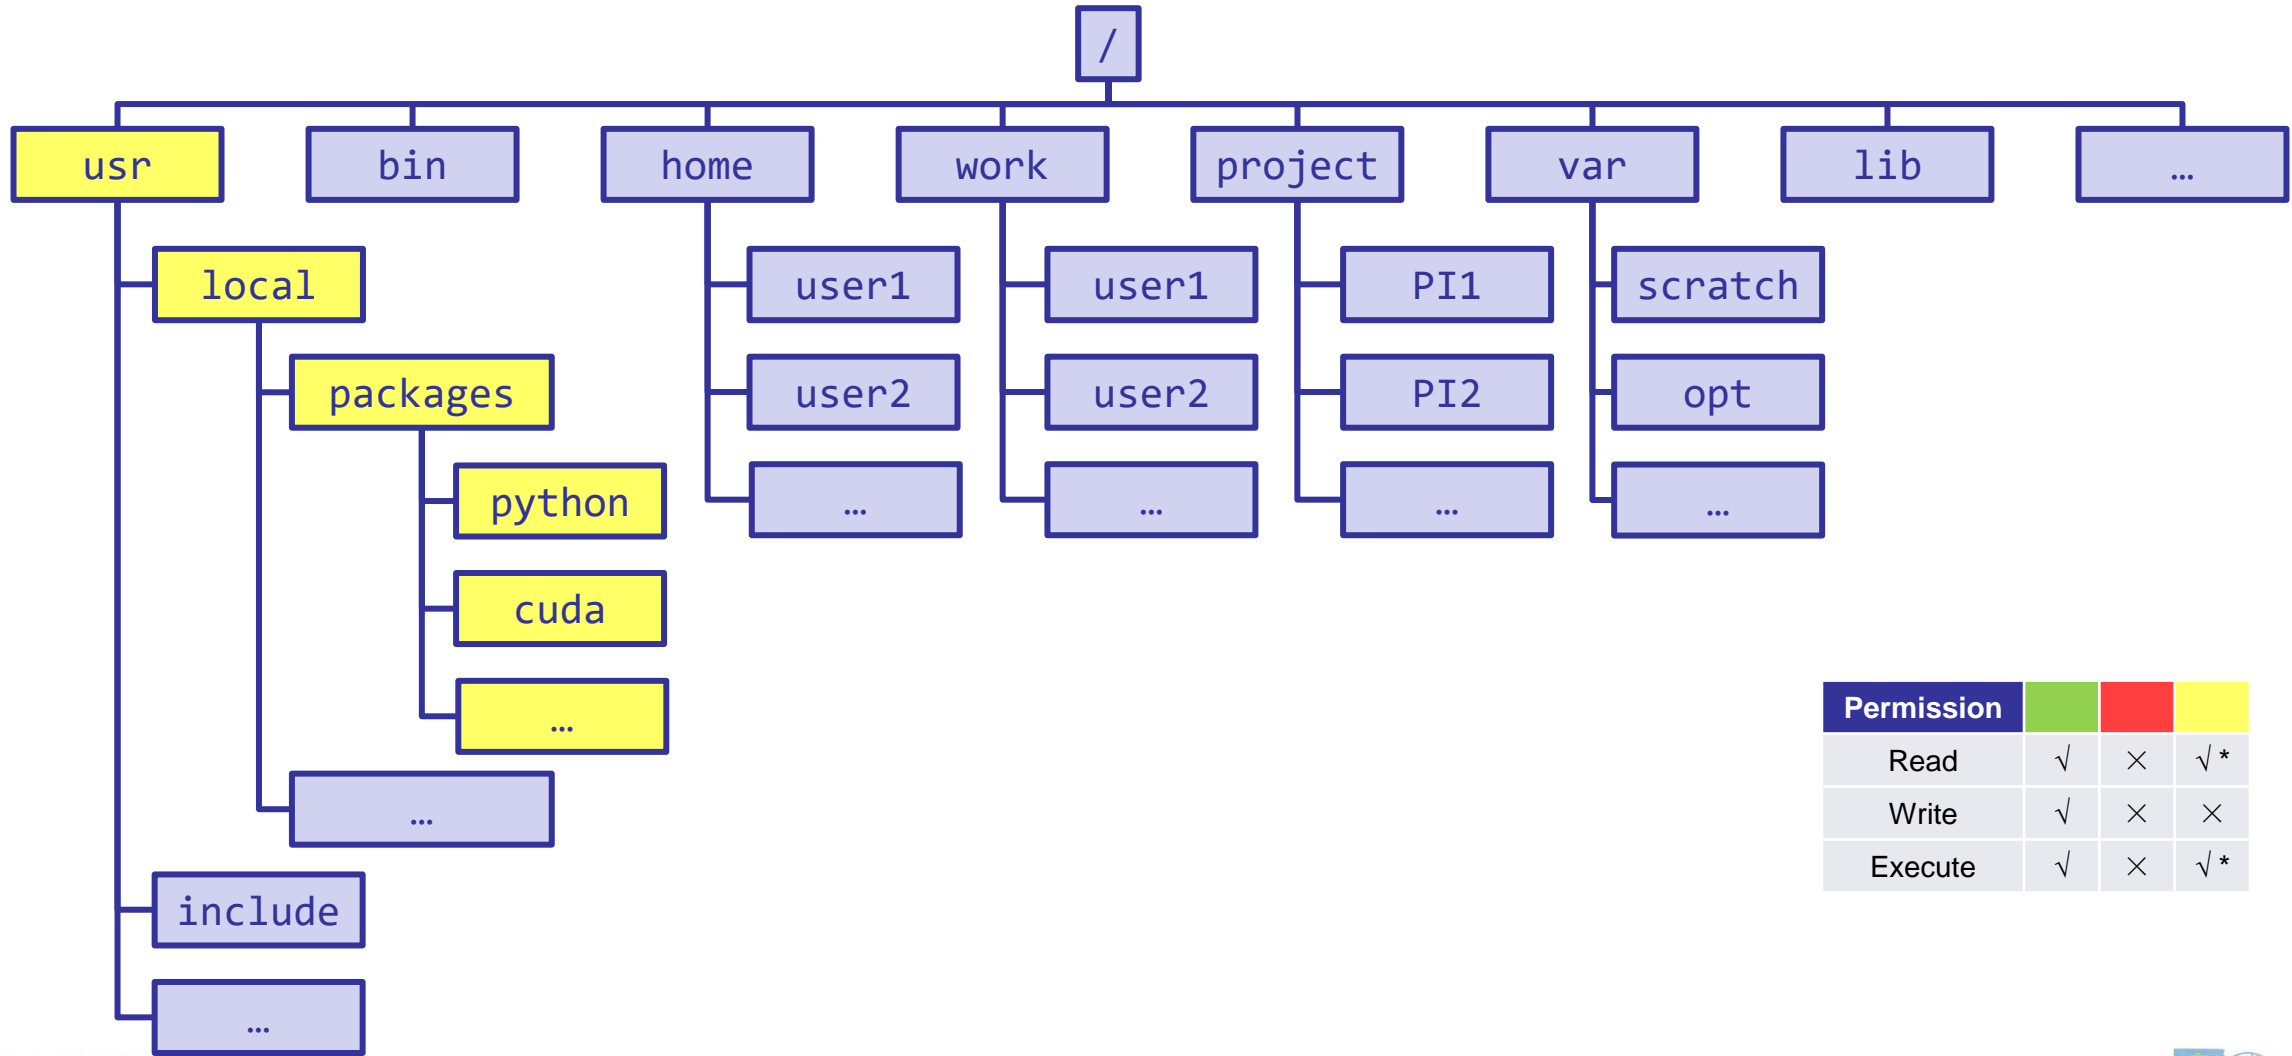 /
usr bin home work project var lib …
local user1 user1 PI1 scratch
packages user2 user2 PI2 opt
python … … … …
cuda
…
…
include
…
Permission
Read √ × √ *
Write √ × ×
Execute √ × √ *